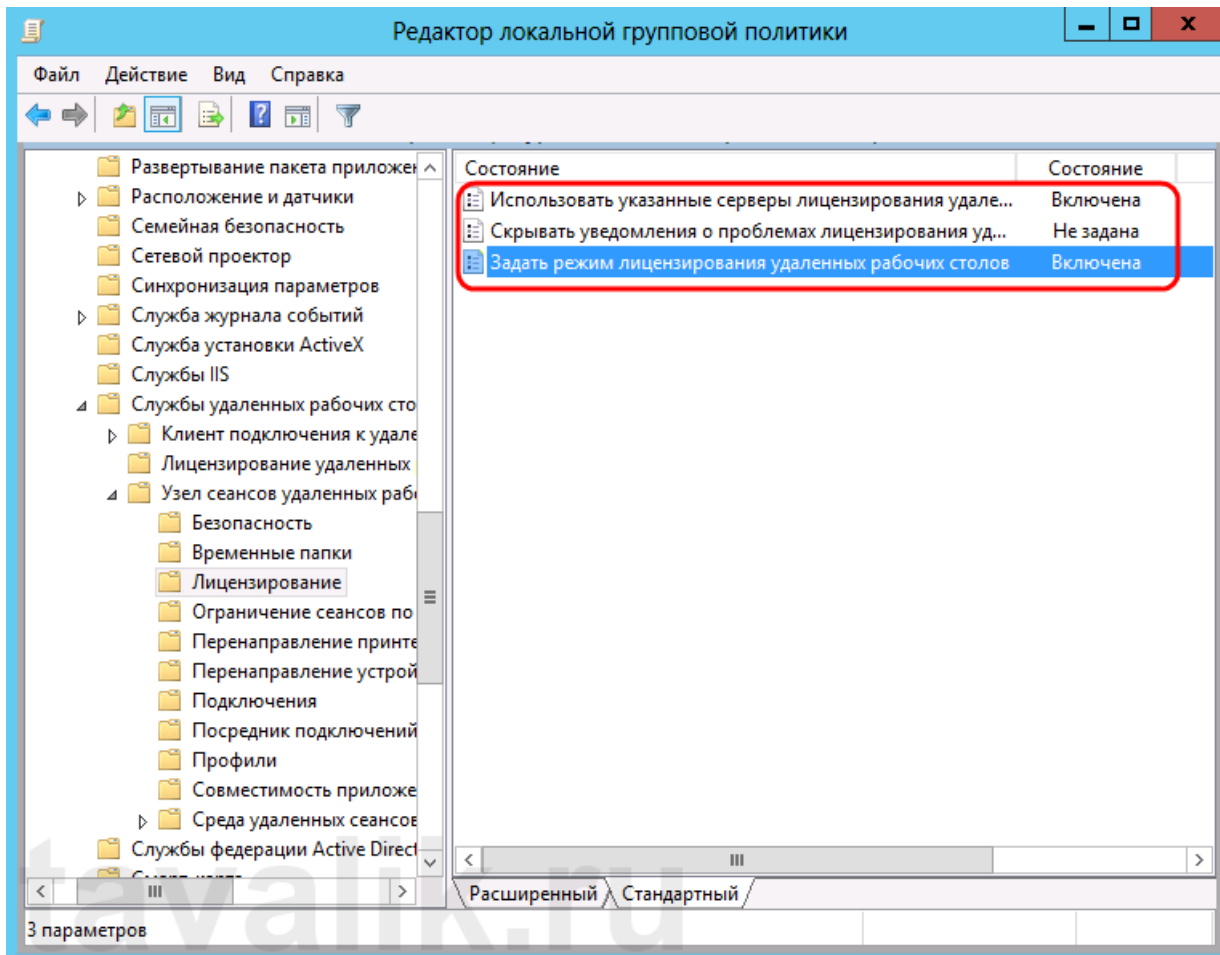 Редактор локальной групповой политики
Файл Действие Вид Справка
Развертывание пакета приложен
Расположение и датчики
Семейная безопасность
Сетевой проектор
Синхронизация параметров
Служба журнала событий
Служба установки ActiveX
Службы IIS
Службы удаленных рабочих сто
Клиент подключения к удале
Лицензирование удаленных
Узел сеансов удаленных рабо
Безопасность
Временные папки
Лицензирование
Ограничение сеансов по
Перенаправление принте
Перенаправление устрой
Подключения
Посредник подключений
Профили
Совместимость приложе
Среда удаленных сеансов
Службы федерации Active Direct
Состояние Состояние
Использовать указанные серверы лицензирования удале... Включена
Скрывать уведомления о проблемах лицензирования уд... Не задана
Задать режим лицензирования удаленных рабочих столов Включена
Расширенный Стандартный
3 параметров
tavalik.ru